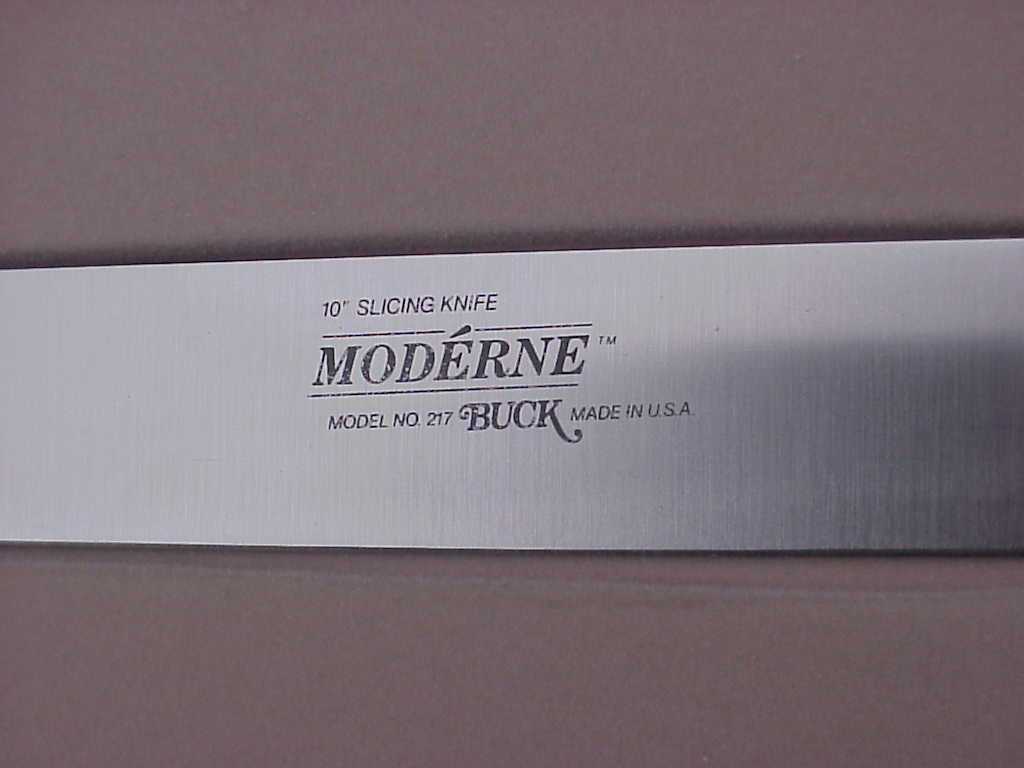 10" SLICING KNIFE
MODÉRNE™
MODEL NO. 217 BUCK MADE IN U.S.A.